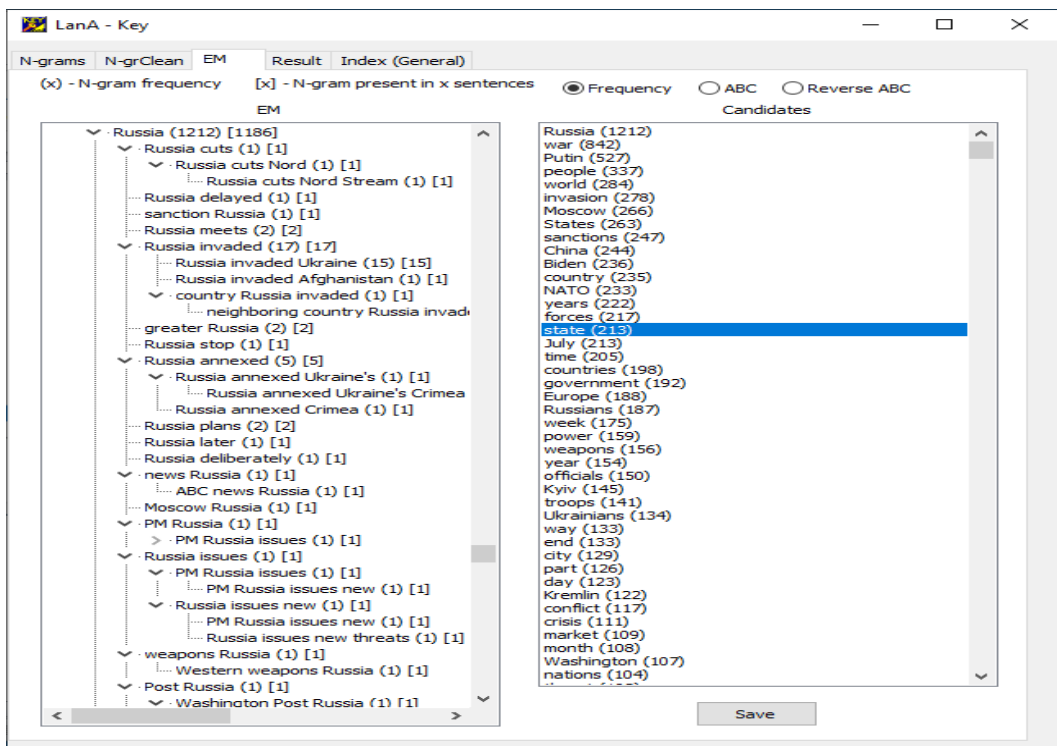 LanA - Key
N-grams N-grClean EM Result Index (General)
(x) - N-gram frequency [x] - N-gram present in x sentences Frequency ABC Reverse ABC
EM
Russia (1212) [1186]
Russia cuts (1) [1]
Russia cuts Nord (1) [1]
Russia cuts Nord Stream (1) [1]
Russia delayed (1) [1]
sanction Russia (1) [1]
Russia meets (2) [2]
Russia invaded (17) [17]
Russia invaded Ukraine (15) [15]
Russia invaded Afghanistan (1) [1]
country Russia invaded (1) [1]
neighboring country Russia invad
greater Russia (2) [2]
Russia stop (1) [1]
Russia annexed (5) [5]
Russia annexed Ukraine's (1) [1]
Russia annexed Ukraine's Crimea
Russia annexed Crimea (1) [1]
Russia plans (2) [2]
Russia later (1) [1]
Russia deliberately (1) [1]
news Russia (1) [1]
ABC news Russia (1) [1]
Moscow Russia (1) [1]
PM Russia (1) [1]
PM Russia issues (1) [1]
Russia issues (1) [1]
PM Russia issues (1) [1]
PM Russia issues new (1) [1]
Russia issues new (1) [1]
PM Russia issues new (1) [1]
Russia issues new threats (1) [1]
weapons Russia (1) [1]
Western weapons Russia (1) [1]
Post Russia (1) [1]
Washington Post Russia (1) [1]
Candidates
Russia (1212)
war (842)
Putin (527)
people (337)
world (284)
invasion (278)
Moscow (266)
States (263)
sanctions (247)
China (244)
Biden (236)
country (235)
NATO (233)
years (222)
forces (217)
state (213)
July (213)
time (205)
countries (198)
government (192)
Europe (188)
Russians (187)
week (175)
power (159)
weapons (156)
year (154)
officials (150)
Kyiv (145)
troops (141)
Ukrainians (134)
way (133)
end (133)
city (129)
part (126)
day (123)
Kremlin (122)
conflict (117)
crisis (111)
market (109)
month (108)
Washington (107)
nations (104)
Save